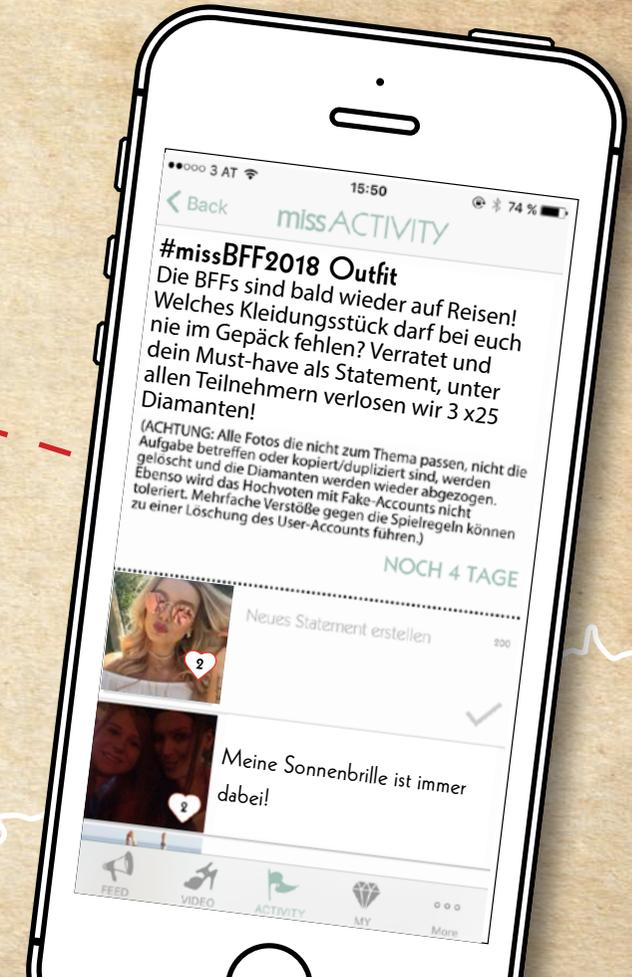 ●●○○○ 3 AT
15:50
74 %
Back
missACTIVITY
#missBFF2018 Outfit
Die BFFs sind bald wieder auf Reisen!
Welches Kleidungsstück darf bei euch
nie im Gepäck fehlen? Verratet und
dein Must-have als Statement, unter
allen Teilnehmern verlosen wir 3 x25
Diamanten!
(ACHTUNG: Alle Fotos die nicht zum Thema passen, nicht die
Aufgabe betreffen oder kopiert/dupliziert sind, werden
gelöscht und die Diamanten werden wieder abgezogen.
Ebenso wird das Hochvoten mit Fake-Accounts nicht
toleriert. Mehrfache Verstöße gegen die Spielregeln können
zu einer Löschung des User-Accounts führen.)
NOCH 4 TAGE
Neues Statement erstellen
200
2
Meine Sonnenbrille ist immer
dabei!
2
FEED
VIDEO
ACTIVITY
MY
More